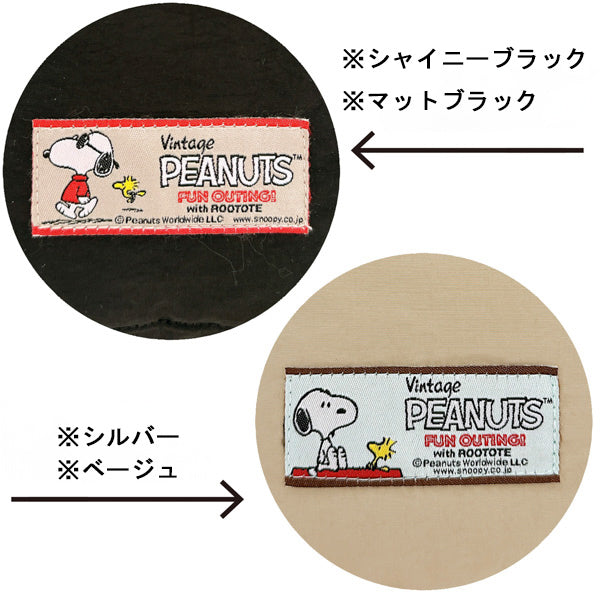 ※シャイニーブラック
※マットブラック
Vintage
PEANUTS™
FUN OUTING!
with ROOTOTE
©Peanuts Worldwide LLC www.snoopy.co.jp
※シルバー
※ベージュ
Vintage
PEANUTS™
FUN OUTING!
with ROOTOTE
©Peanuts Worldwide LLC
www.snoopy.co.jp